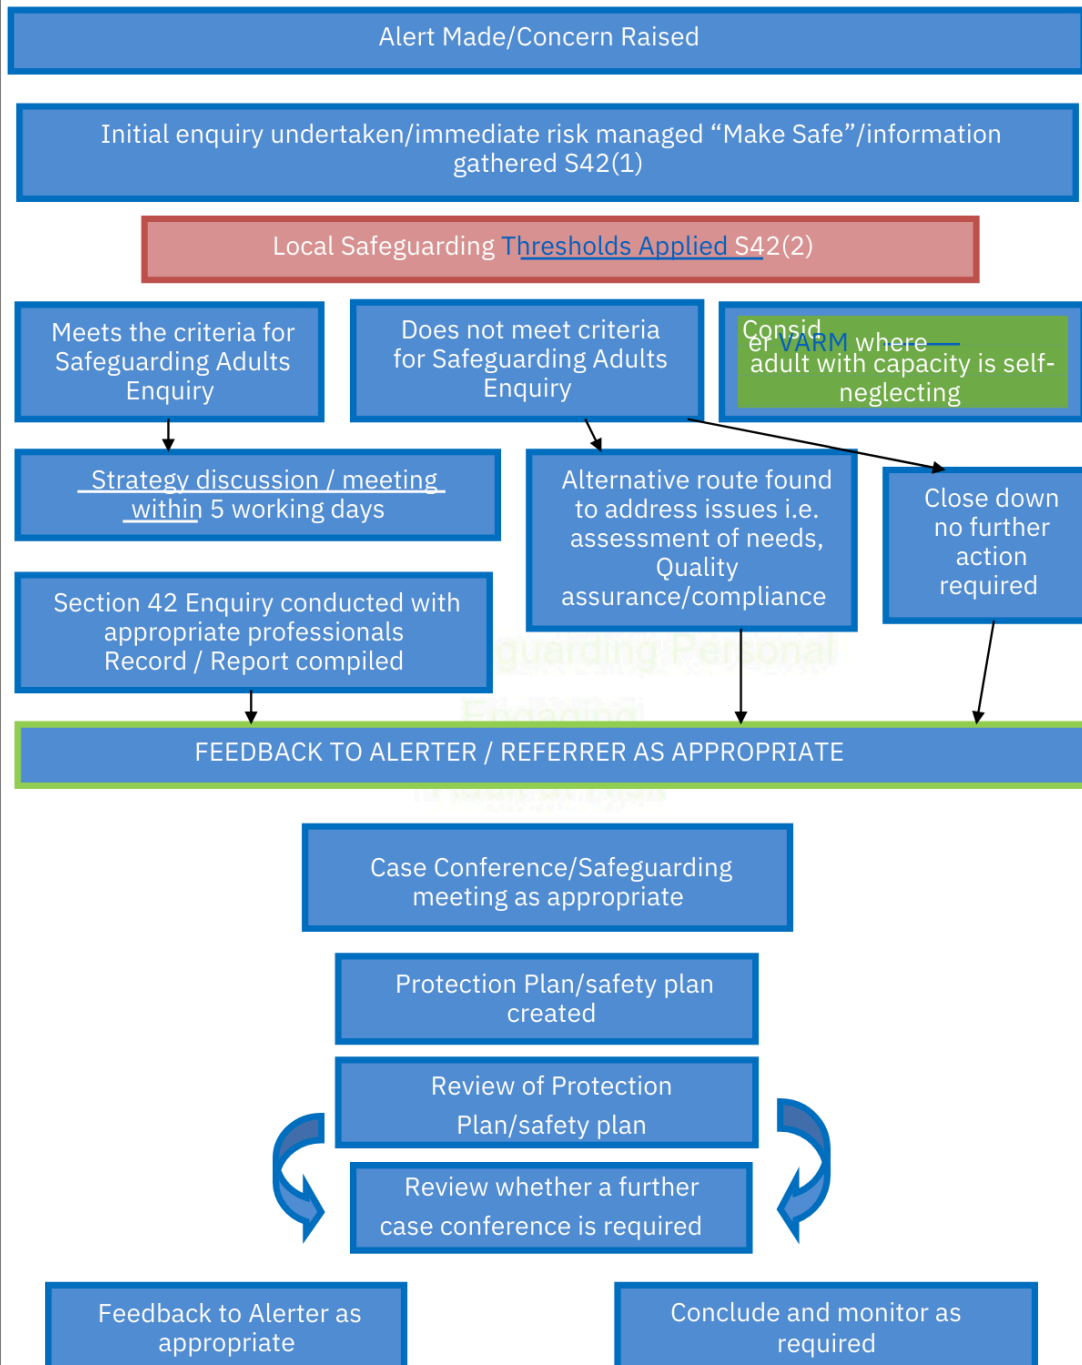 Alert Made/Concern Raised
Initial enquiry undertaken/immediate risk managed “Make Safe”/information
gathered S42(1)
Local Safeguarding Thresholds Applied S42(2)
Meets the criteria for
Safeguarding Adults
Enquiry
Does not meet criteria
for Safeguarding Adults
Enquiry
Consid
er VARM where
adult with capacity is self-
neglecting
Strategy discussion / meeting
within 5 working days
Alternative route found
to address issues i.e.
assessment of needs,
Quality
assurance/compliance
Close down
no further
action
required
Section 42 Enquiry conducted with
appropriate professionals
Record / Report compiled
guarding Personal
Engaging
FEEDBACK TO ALERTER / REFERRER AS APPROPRIATE
Case Conference/Safeguarding
meeting as appropriate
Protection Plan/safety plan
created
Review of Protection
Plan/safety plan
Review whether a further
case conference is required
Feedback to Alerter as
appropriate
Conclude and monitor as
required